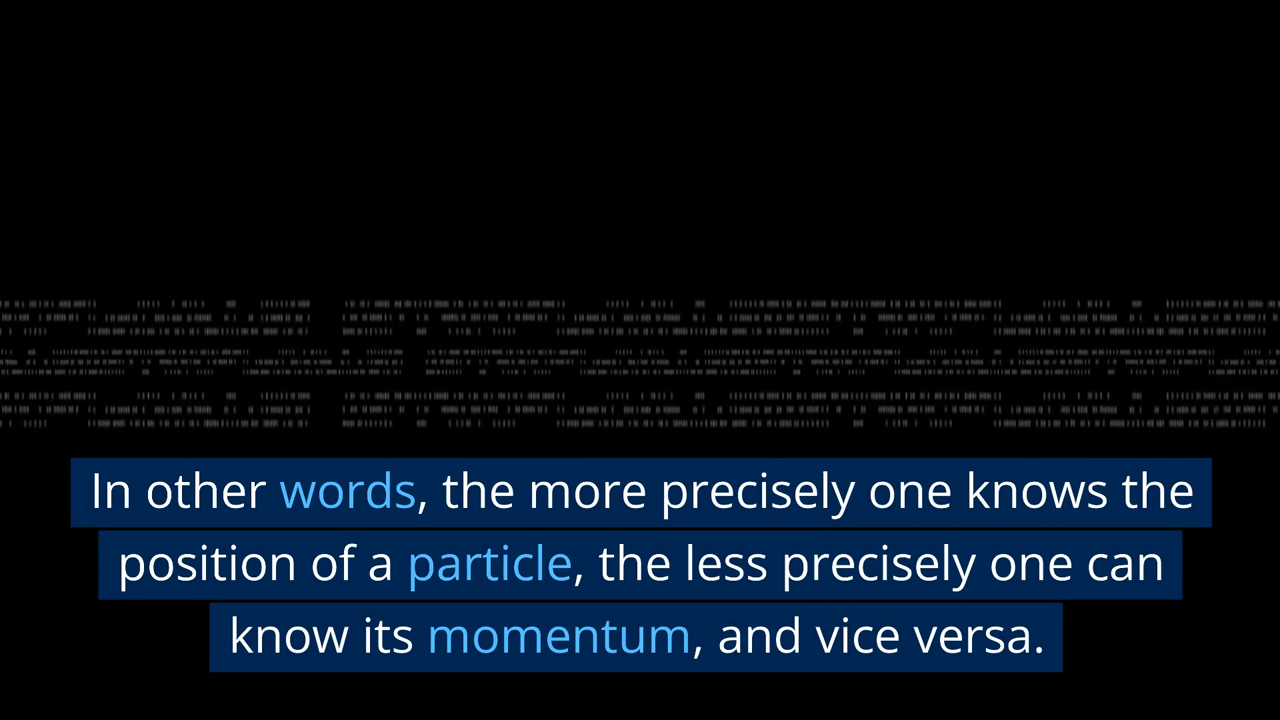 In other words, the more precisely one knows the
position of a particle, the less precisely one can
know its momentum, and vice versa.